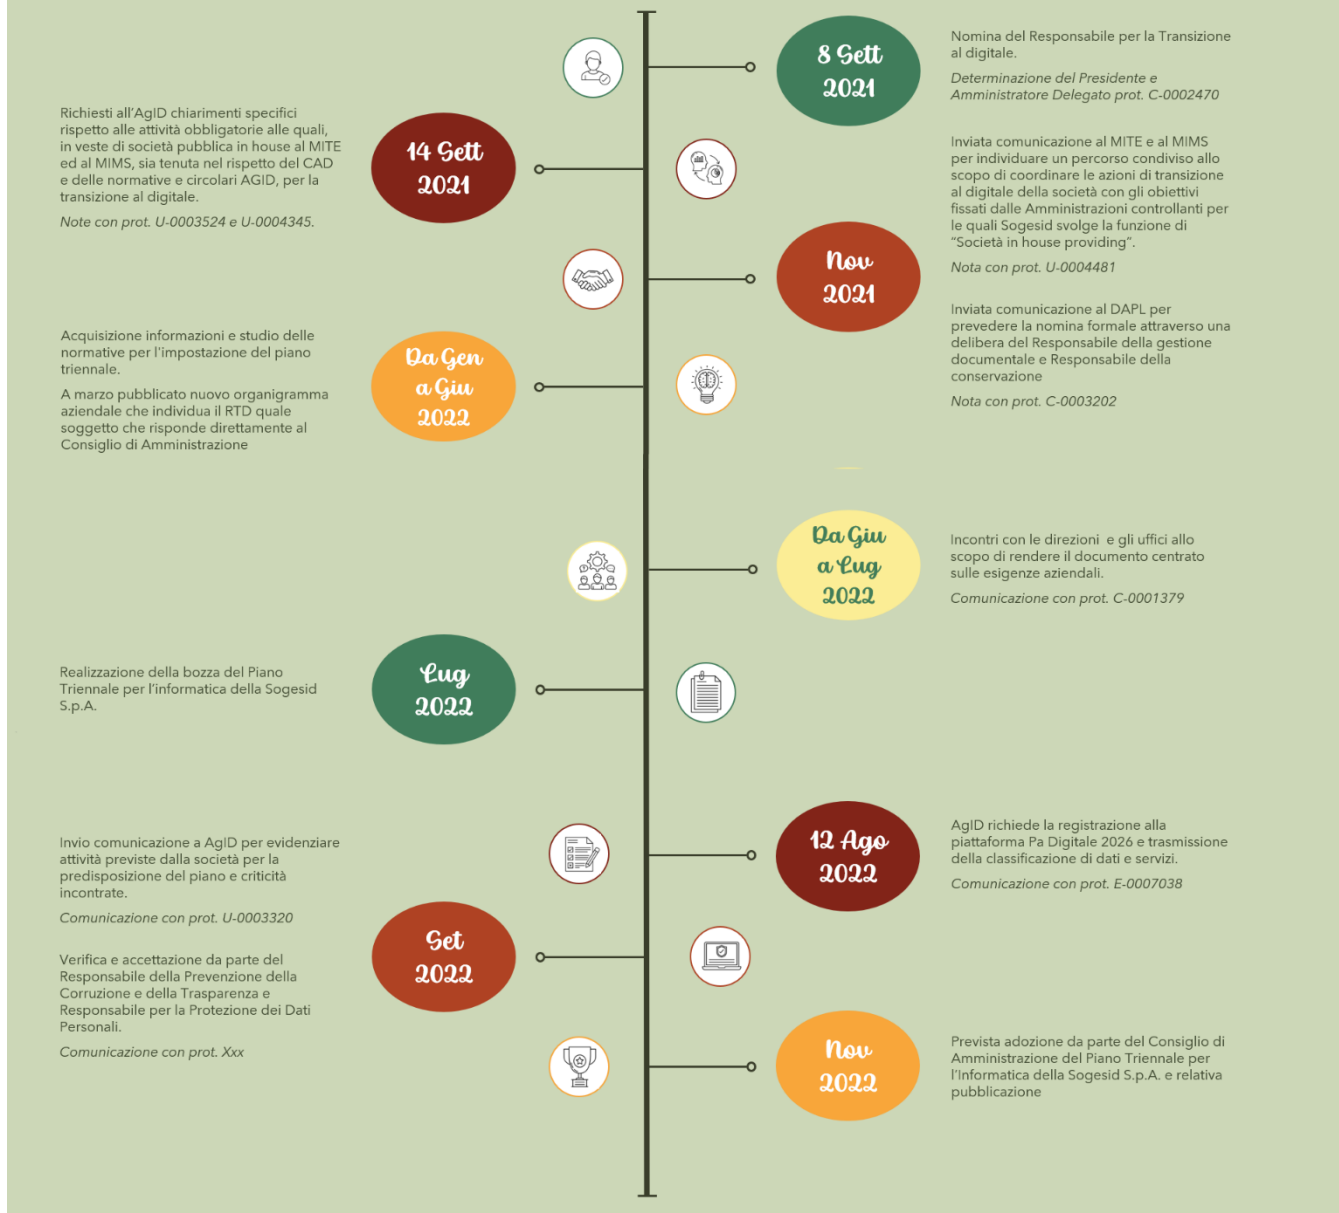 8 Sett
2021
Nomina del Responsabile per la Transizione
al digitale.
Determinazione del Presidente e
Amministratore Delegato prot. C-0002470
14 Sett
2021
Richiesti all'AgID chiarimenti specifici
rispetto alle attività obbligatorie alle quali,
in veste di società pubblica in house al MITE
ed al MIMS, sia tenuta nel rispetto del CAD
e delle normative e circolari AGID, per la
transizione al digitale.
Note con prot. U-0003524 e U-0004345.
Nov
2021
Inviata comunicazione al MITE e al MIMS
per individuare un percorso condiviso allo
scopo di coordinare le azioni di transizione
al digitale della società con gli obiettivi
fissati dalle Amministrazioni controllanti per
le quali Sogesid svolge la funzione di
“Società in house providing”.
Nota con prot. U-0004481
Inviata comunicazione al DAPL per
prevedere la nomina formale attraverso una
delibera del Responsabile della gestione
documentale e Responsabile della
conservazione
Nota con prot. C-0003202
Da Gen
a Giu
2022
Acquisizione informazioni e studio delle
normative per l'impostazione del piano
triennale.
A marzo pubblicato nuovo organigramma
aziendale che individua il RTD quale
soggetto che risponde direttamente al
Consiglio di Amministrazione
Da Giu
a Lug
2022
Incontri con le direzioni e gli uffici allo
scopo di rendere il documento centrato
sulle esigenze aziendali.
Comunicazione con prot. C-0001379
Lug
2022
Realizzazione della bozza del Piano
Triennale per l'informatica della Sogesid
S.p.A.
12 Ago
2022
AgID richiede la registrazione alla
piattaforma Pa Digitale 2026 e trasmissione
della classificazione di dati e servizi.
Comunicazione con prot. E-0007038
Set
2022
Invio comunicazione a AgID per evidenziare
attività previste dalla società per la
predisposizione del piano e criticità
incontrate.
Comunicazione con prot. U-0003320
Verifica e accettazione da parte del
Responsabile della Prevenzione della
Corruzione e della Trasparenza e
Responsabile per la Protezione dei Dati
Personali.
Comunicazione con prot. Xxx
Nov
2022
Prevista adozione da parte del Consiglio di
Amministrazione del Piano Triennale per
l'Informatica della Sogesid S.p.A. e relativa
pubblicazione